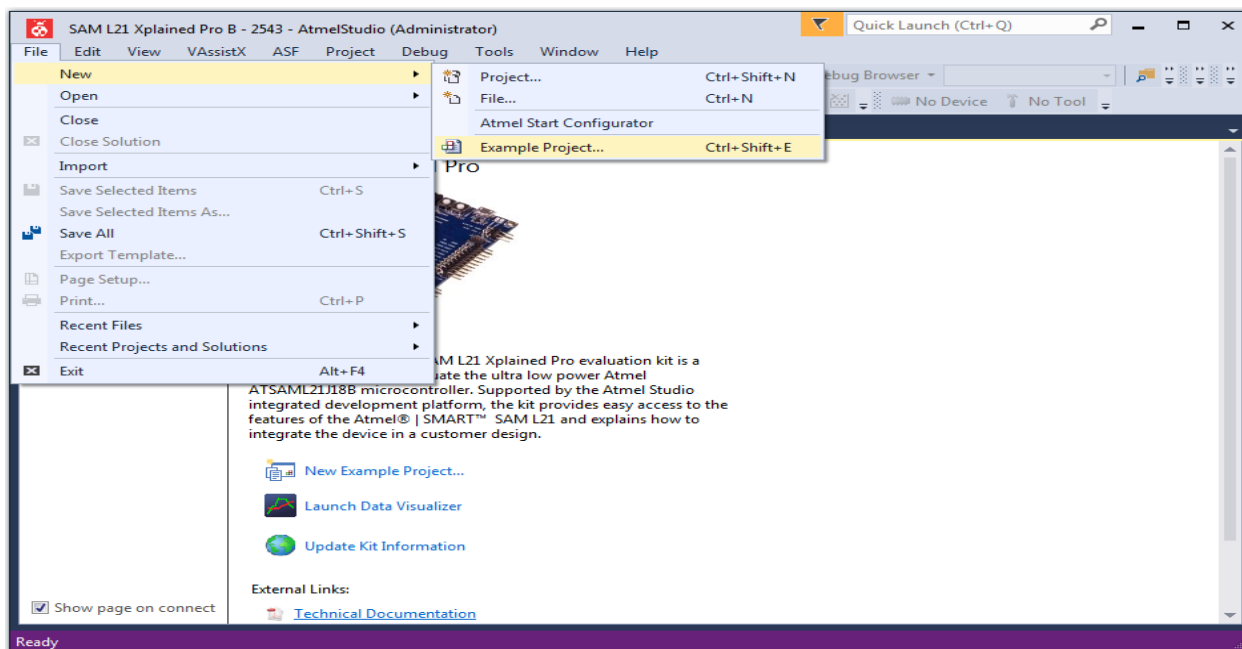 SAM L21 Xplained Pro B - 2543 - AtmelStudio (Administrator)
Quick Launch (Ctrl+Q)
File Edit View VAssistX ASF Project Debug Tools Window Help
New
Open
Close
Close Solution
Import
Save Selected Items Ctrl+S
Save Selected Items As...
Save All Ctrl+Shift+S
Export Template...
Page Setup...
Print... Ctrl+P
Recent Files
Recent Projects and Solutions
Exit Alt+F4
Project... Ctrl+Shift+N
File... Ctrl+N
Atmel Start Configurator
Example Project... Ctrl+Shift+E
ebug Browser
No Device No Tool
Pro
AM L21 Xplained Pro evaluation kit is a
uate the ultra low power Atmel
ATSAML21J18B microcontroller. Supported by the Atmel Studio
integrated development platform, the kit provides easy access to the
features of the Atmel® | SMART™ SAM L21 and explains how to
integrate the device in a customer design.
New Example Project...
Launch Data Visualizer
Update Kit Information
External Links:
Technical Documentation
Show page on connect
Ready